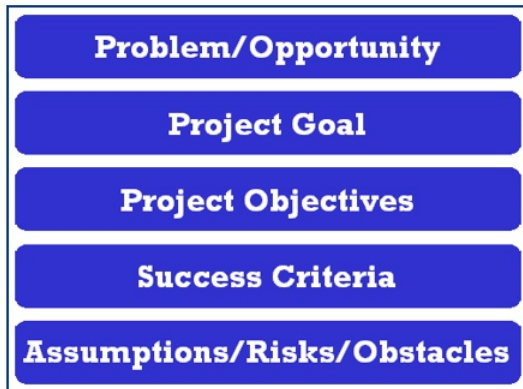 Problem/Opportunity
Project Goal
Project Objectives
Success Criteria
Assumptions/Risks/Obstacles